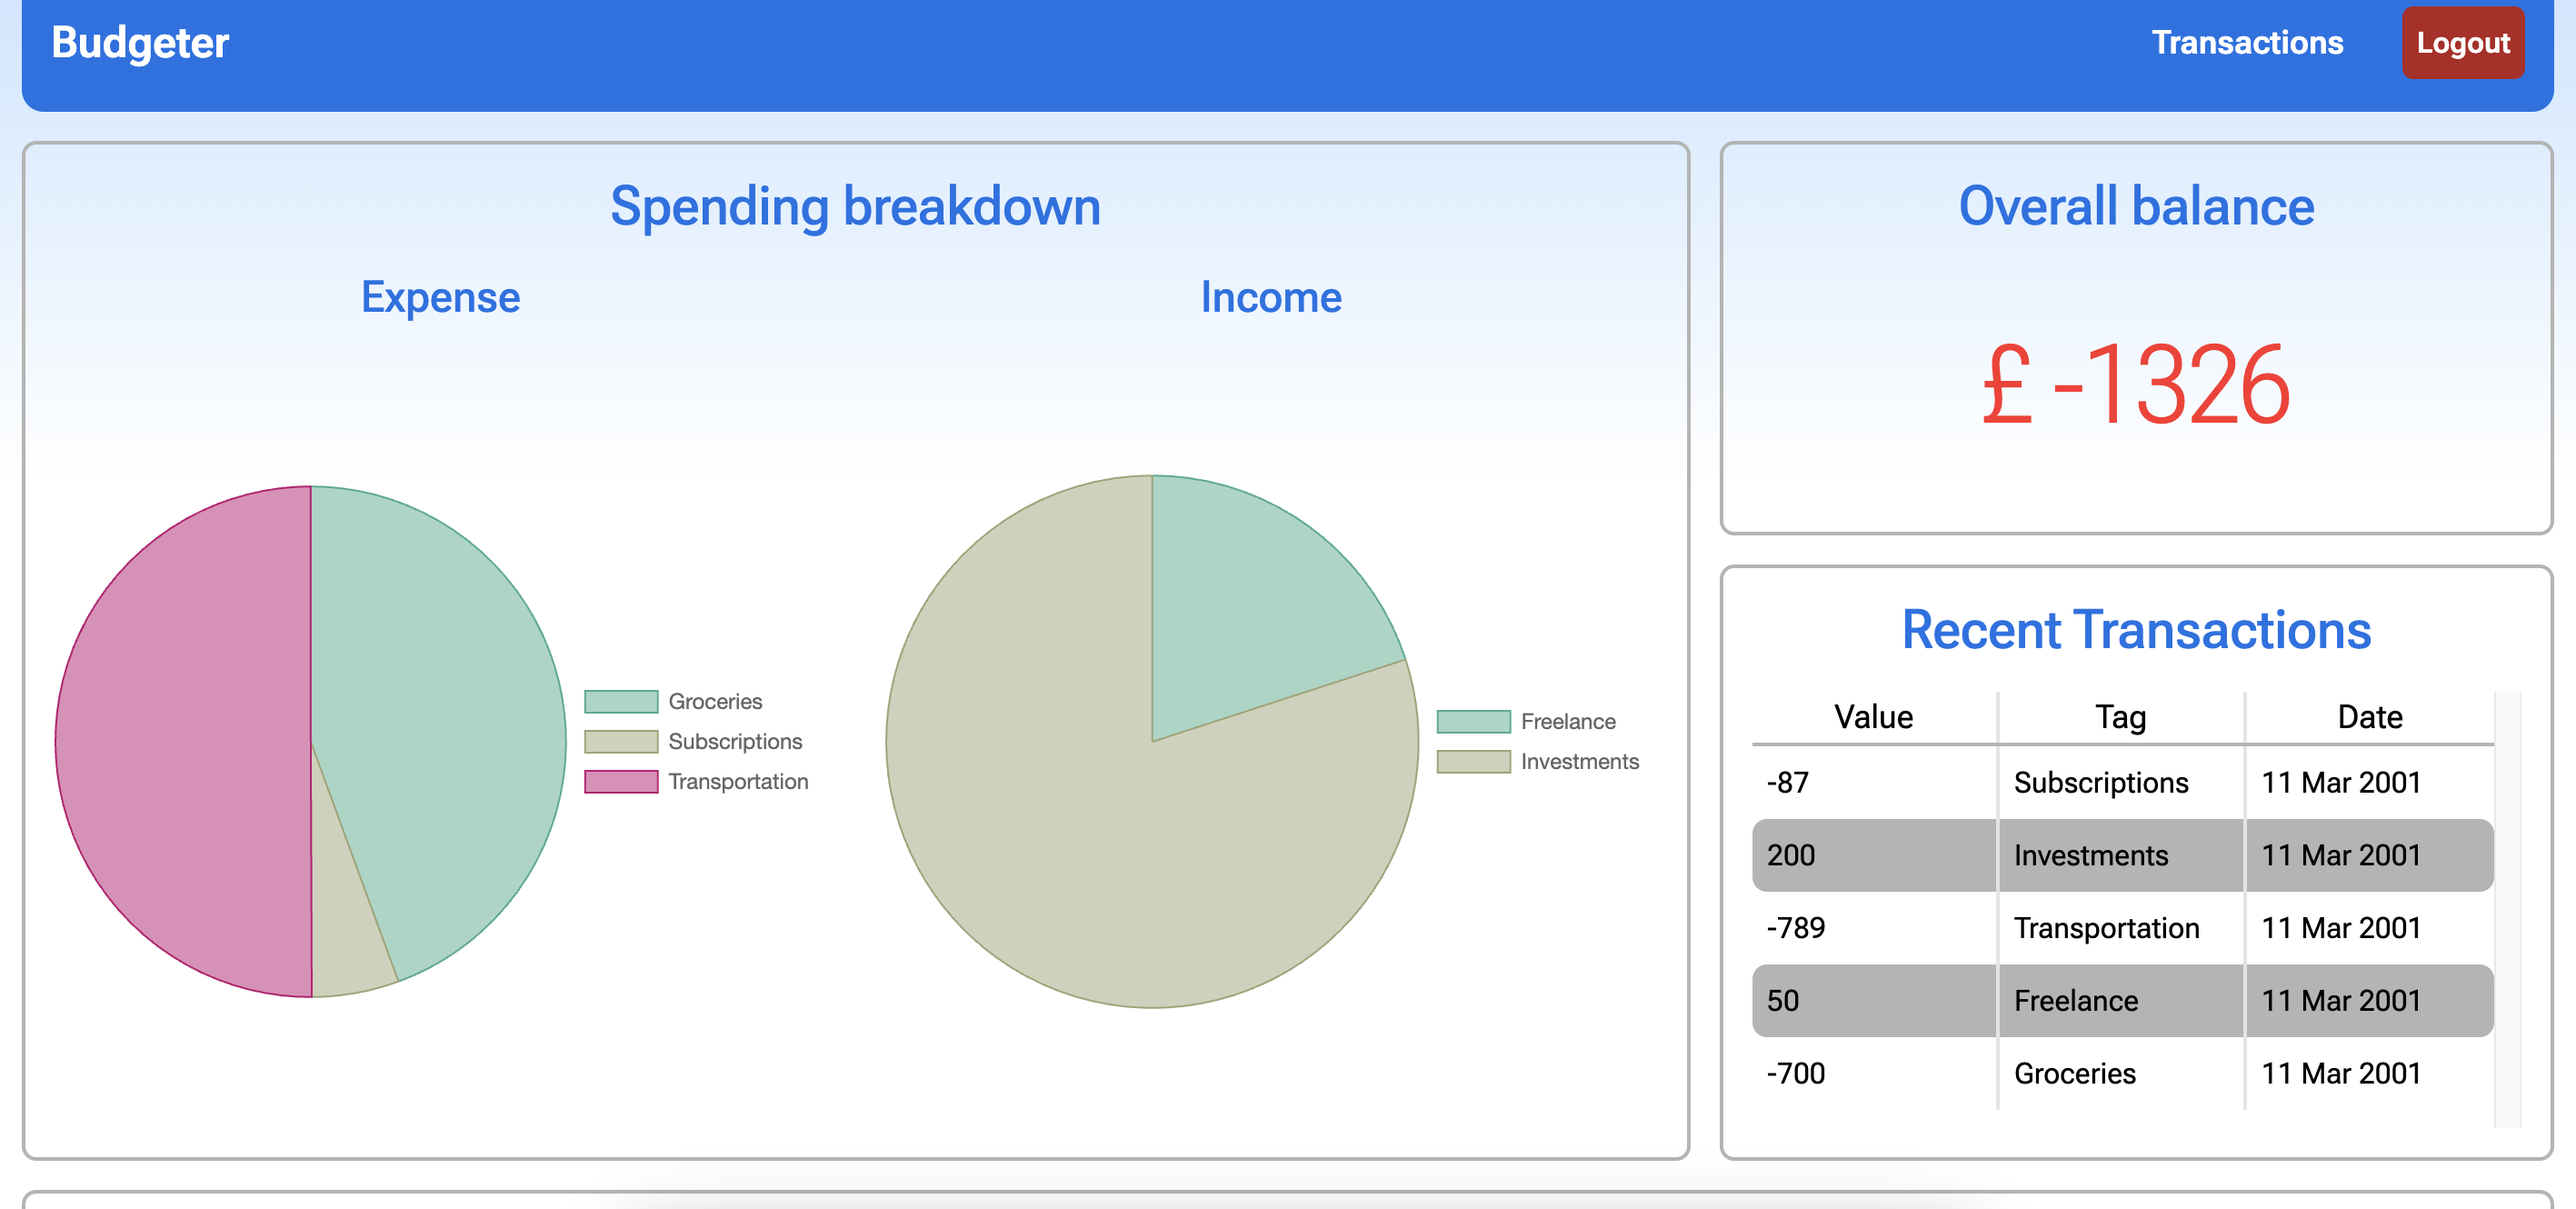 Budgeter
Transactions
Logout
Spending breakdown
Expense
Income
Groceries
Subscriptions
Transportation
Freelance
Investments
Overall balance
£ -1326
Recent Transactions
Value Tag Date
-87 Subscriptions 11 Mar 2001
200 Investments 11 Mar 2001
-789 Transportation 11 Mar 2001
50 Freelance 11 Mar 2001
-700 Groceries 11 Mar 2001